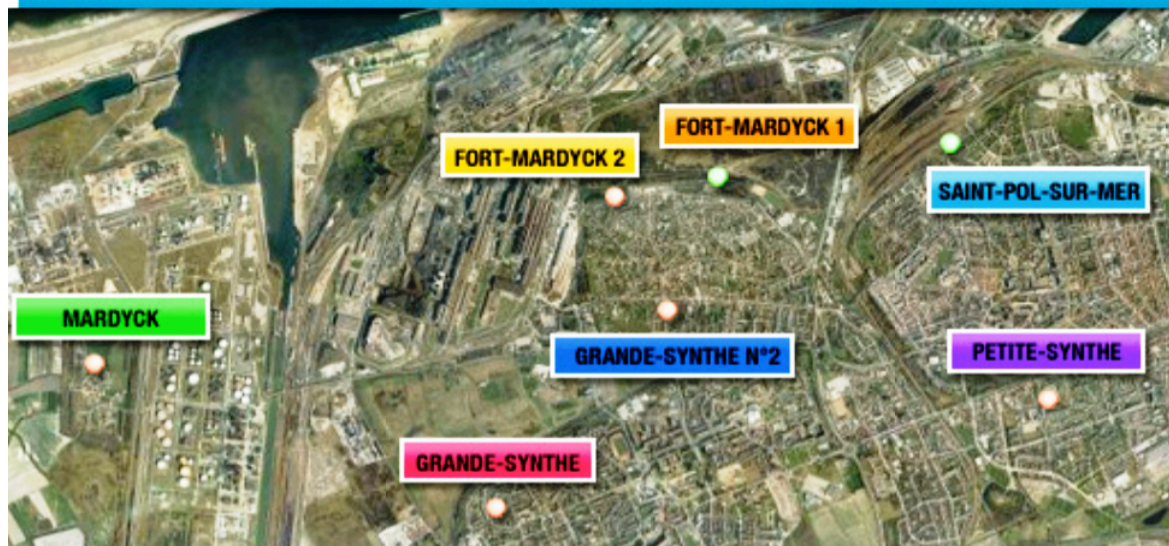 FORT-MARDYCK 1
FORT-MARDYCK 2
SAINT-POL-SUR-MER
MARDYCK
GRANDE-SYNTHE N°2
PETITE-SYNTHE
GRANDE-SYNTHE